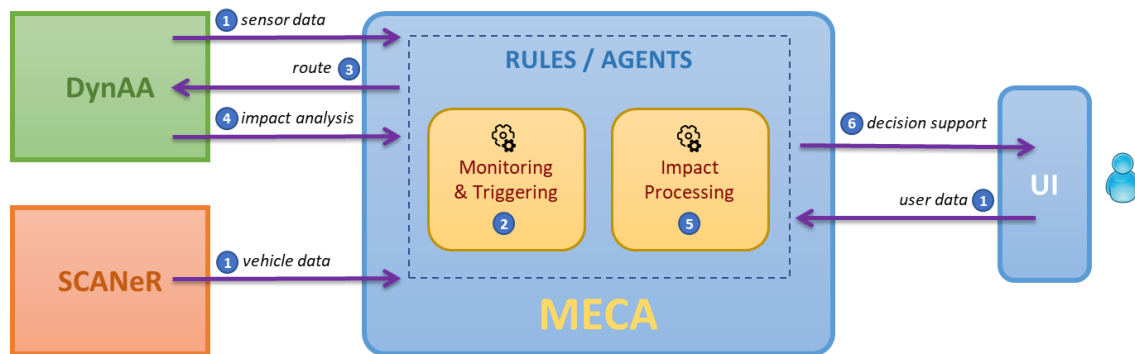 DynAA
1 sensor data
route 3
4 impact analysis
SCANeR
1 vehicle data
RULES / AGENTS
Monitoring
& Triggering
2
Impact
Processing
5
MECA
6 decision support
user data 1
UI